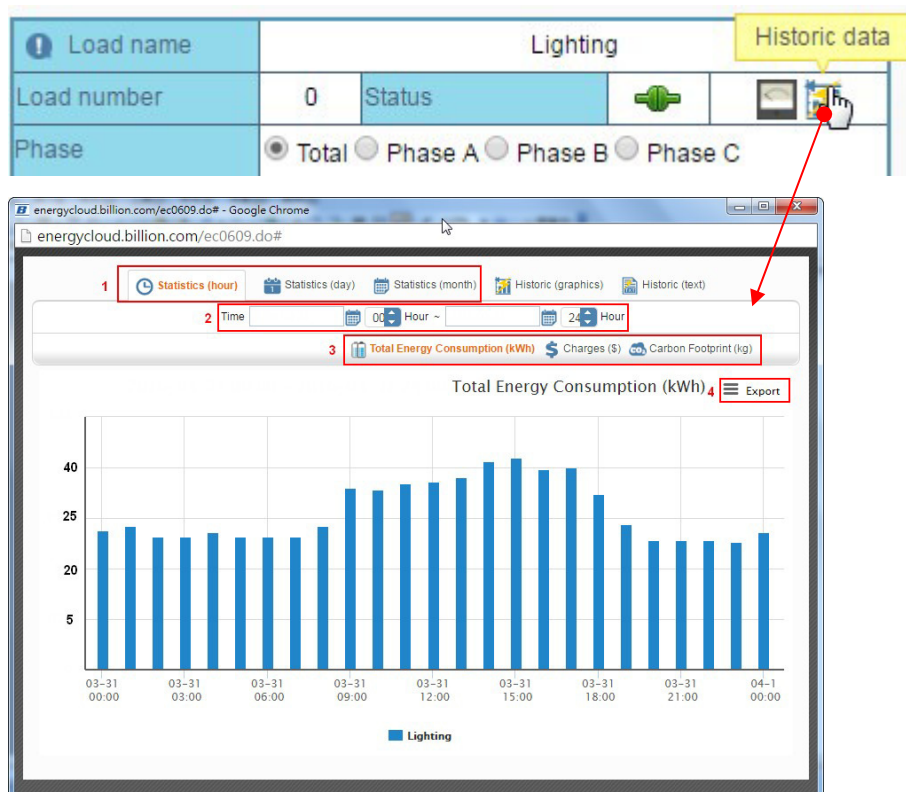 Load name Lighting Historic data
Load number 0 Status
Phase Total Phase A Phase B Phase C
energycloud.billion.com/ec0609.do# - Google Chrome
energycloud.billion.com/ec0609.do#
1 Statistics (hour) 1 Statistics (day) Statistics (month) Historic (graphics) Historic (text)
2 Time 00 Hour ~ 24 Hour
3 Total Energy Consumption (kWh) $ Charges ($) CO2 Carbon Footprint (kg)
Total Energy Consumption (kWh) 4 Export
40
25
20
5
03-31 03-31 03-31 03-31 03-31 03-31 03-31 03-31 04-1
00:00 03:00 06:00 09:00 12:00 15:00 18:00 21:00 00:00
Lighting